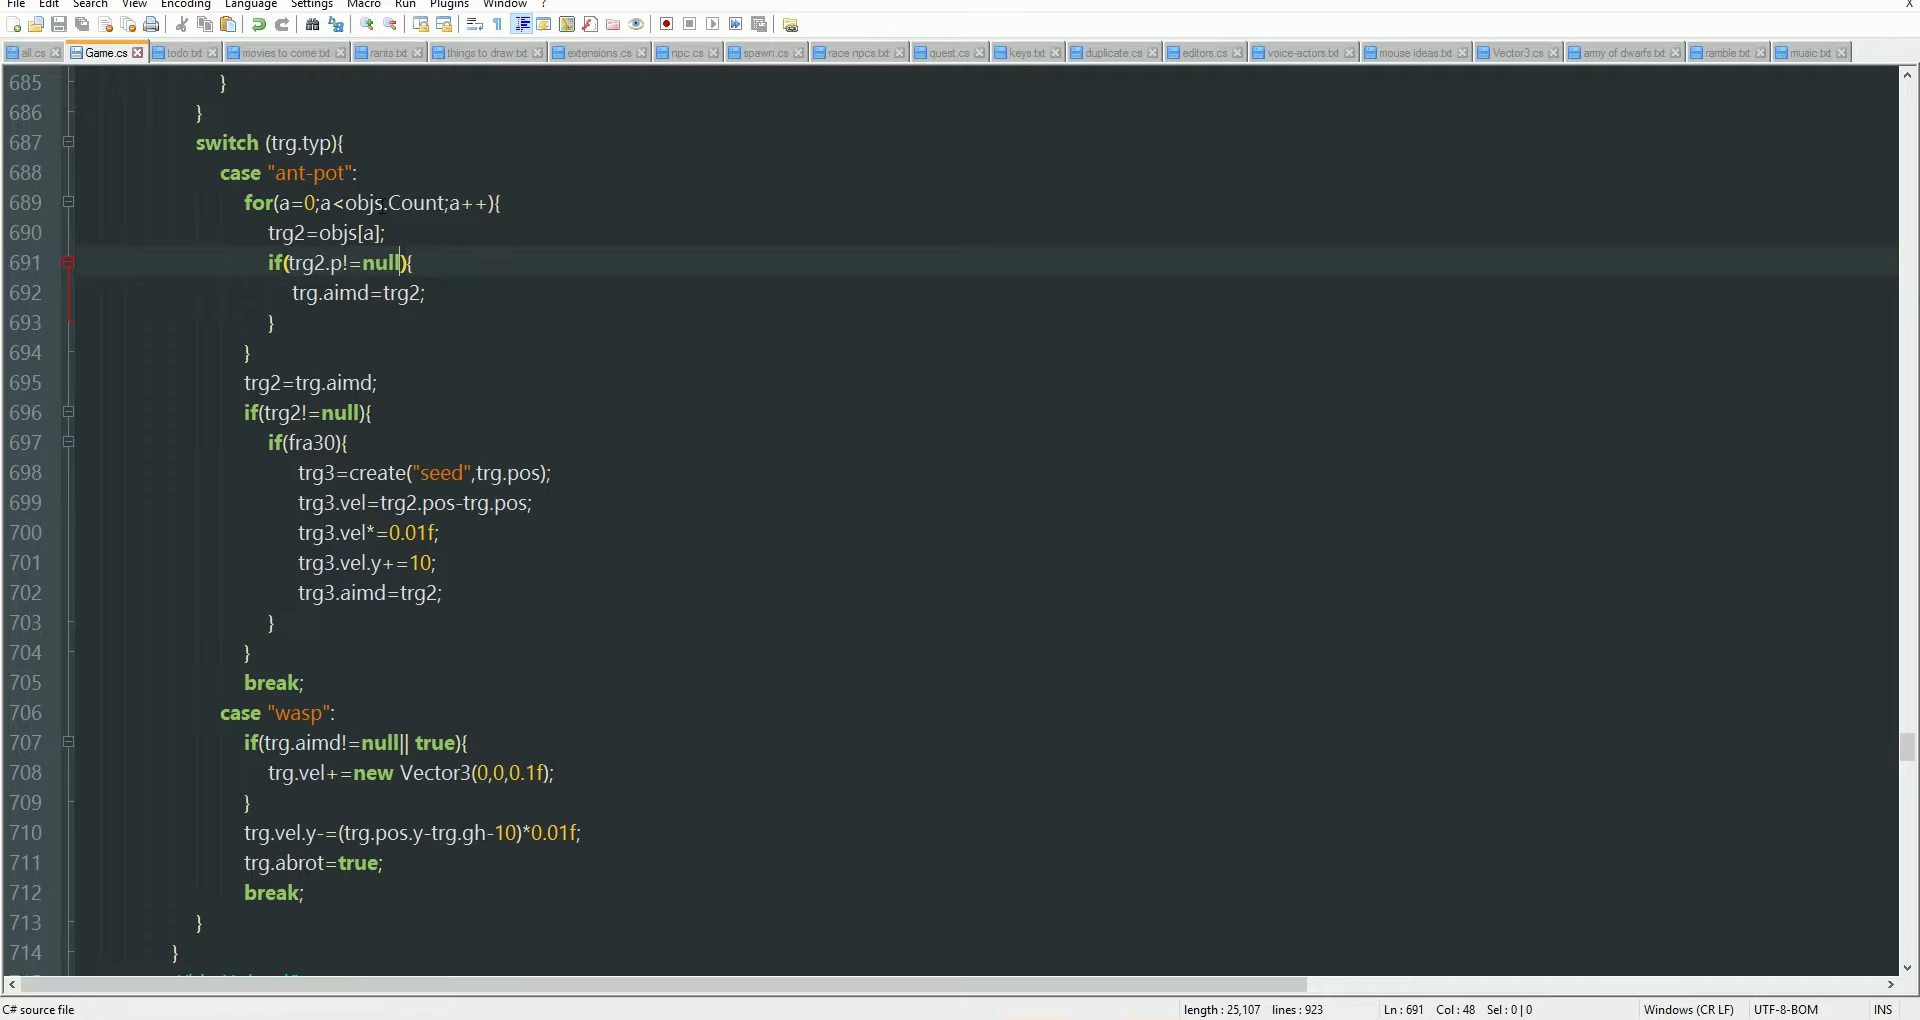 File Edit Search View Encoding Language Settings Macro Run Plugins Window ? X
all.cs Game.cs todo.txt movies to come.txt rants.txt things to draw.txt extensions.cs npc.cs spawn.cs race npcs.txt quest.cs keys.txt duplicate.cs editors.cs voice-actors.txt mouse ideas.txt Vector3.cs army of dwarfs.txt ramble.txt music.txt
685 }
686 }
687 switch (trg.typ){
688 case "ant-pot":
689 for(a=0;a<objs.Count;a++){
690 trg2=objs[a];
691 if(trg2.p!=null){
692 trg.aimd=trg2;
693 }
694 }
695 trg2=trg.aimd;
696 if(trg2!=null){
697 if(fra30){
698 trg3=create("seed",trg.pos);
699 trg3.vel=trg2.pos-trg.pos;
700 trg3.vel*=0.01f;
701 trg3.vel.y+=10;
702 trg3.aimd=trg2;
703 }
704 }
705 break;
706 case "wasp":
707 if(trg.aimd!=null|| true){
708 trg.vel+=new Vector3(0,0,0.1f);
709 }
710 trg.vel.y-=(trg.pos.y-trg.gh-10)*0.01f;
711 trg.abrot=true;
712 break;
713 }
714 }
C# source file length : 25,107 lines : 923 Ln : 691 Col : 48 Sel : 0 | 0 Windows (CR LF) UTF-8-BOM INS